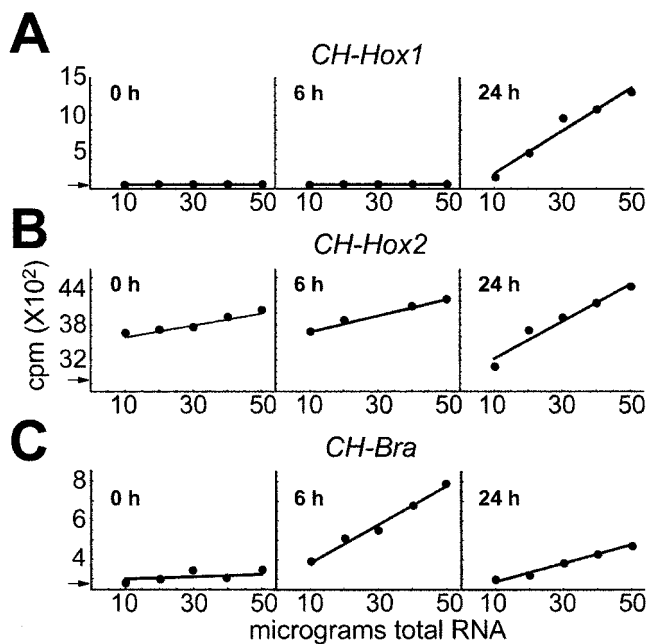 A
CH-Hox1
15
10
5
0 h
6 h
24 h
10 30 50 10 30 50 10 30 50
B
CH-Hox2
44
38
32
0 h
6 h
24 h
10 30 50 10 30 50 10 30 50
cpm (X10²)
C
CH-Bra
8
6
4
0 h
6 h
24 h
10 30 50 10 30 50 10 30 50
micrograms total RNA